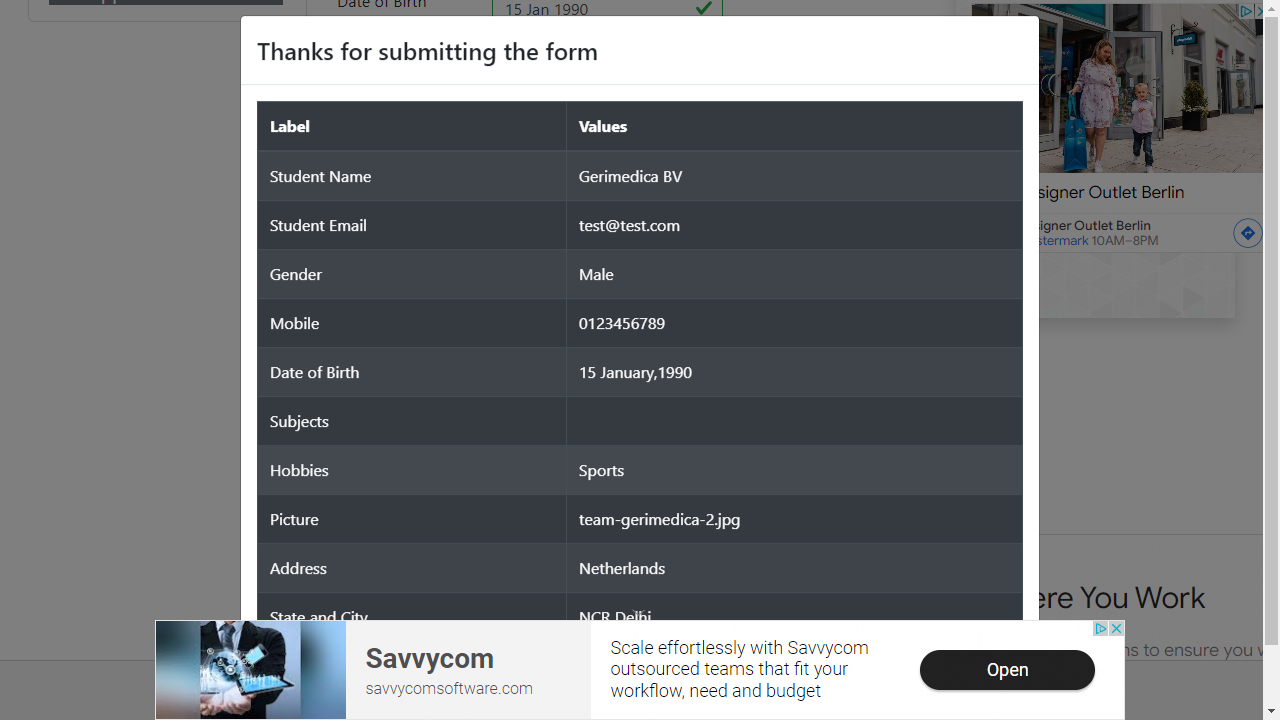 Date of Birth
15 Jan 1990
Thanks for submitting the form
Label Values
Student Name Gerimedica BV
Student Email test@test.com
Gender Male
Mobile 0123456789
Date of Birth 15 January,1990
Subjects
Hobbies Sports
Picture team-gerimedica-2.jpg
Address Netherlands
State and City NCR Delhi
signer Outlet Berlin
igner Outlet Berlin
stermark 10AM–8PM
ere You Work
ns to ensure you w
Savvycom
savvycomsoftware.com
Scale effortlessly with Savvycom
outsourced teams that fit your
workflow, need and budget
Open